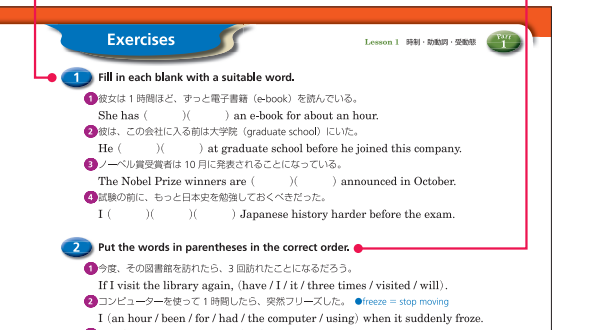 Exercises
Lesson 1 時制・助動詞・受動態
Part 1
1 Fill in each blank with a suitable word.
1 彼女は 1 時間ほど、ずっと電子書籍（e-book）を読んでいる。
She has (　　)(　　) an e-book for about an hour.
2 彼は、この会社に入る前は大学院（graduate school）にいた。
He (　　)(　　) at graduate school before he joined this company.
3 ノーベル賞受賞者は 10 月に発表されることになっている。
The Nobel Prize winners are (　　)(　　) announced in October.
4 試験の前に、もっと日本史を勉強しておくべきだった。
I (　　)(　　)(　　) Japanese history harder before the exam.
2 Put the words in parentheses in the correct order.
1 今度、その図書館を訪れたら、3 回訪れたことになるだろう。
If I visit the library again, (have / I / it / three times / visited / will).
2 コンピューターを使って 1 時間したら、突然フリーズした。 ●freeze = stop moving
I (an hour / been / for / had / the computer / using) when it suddenly froze.